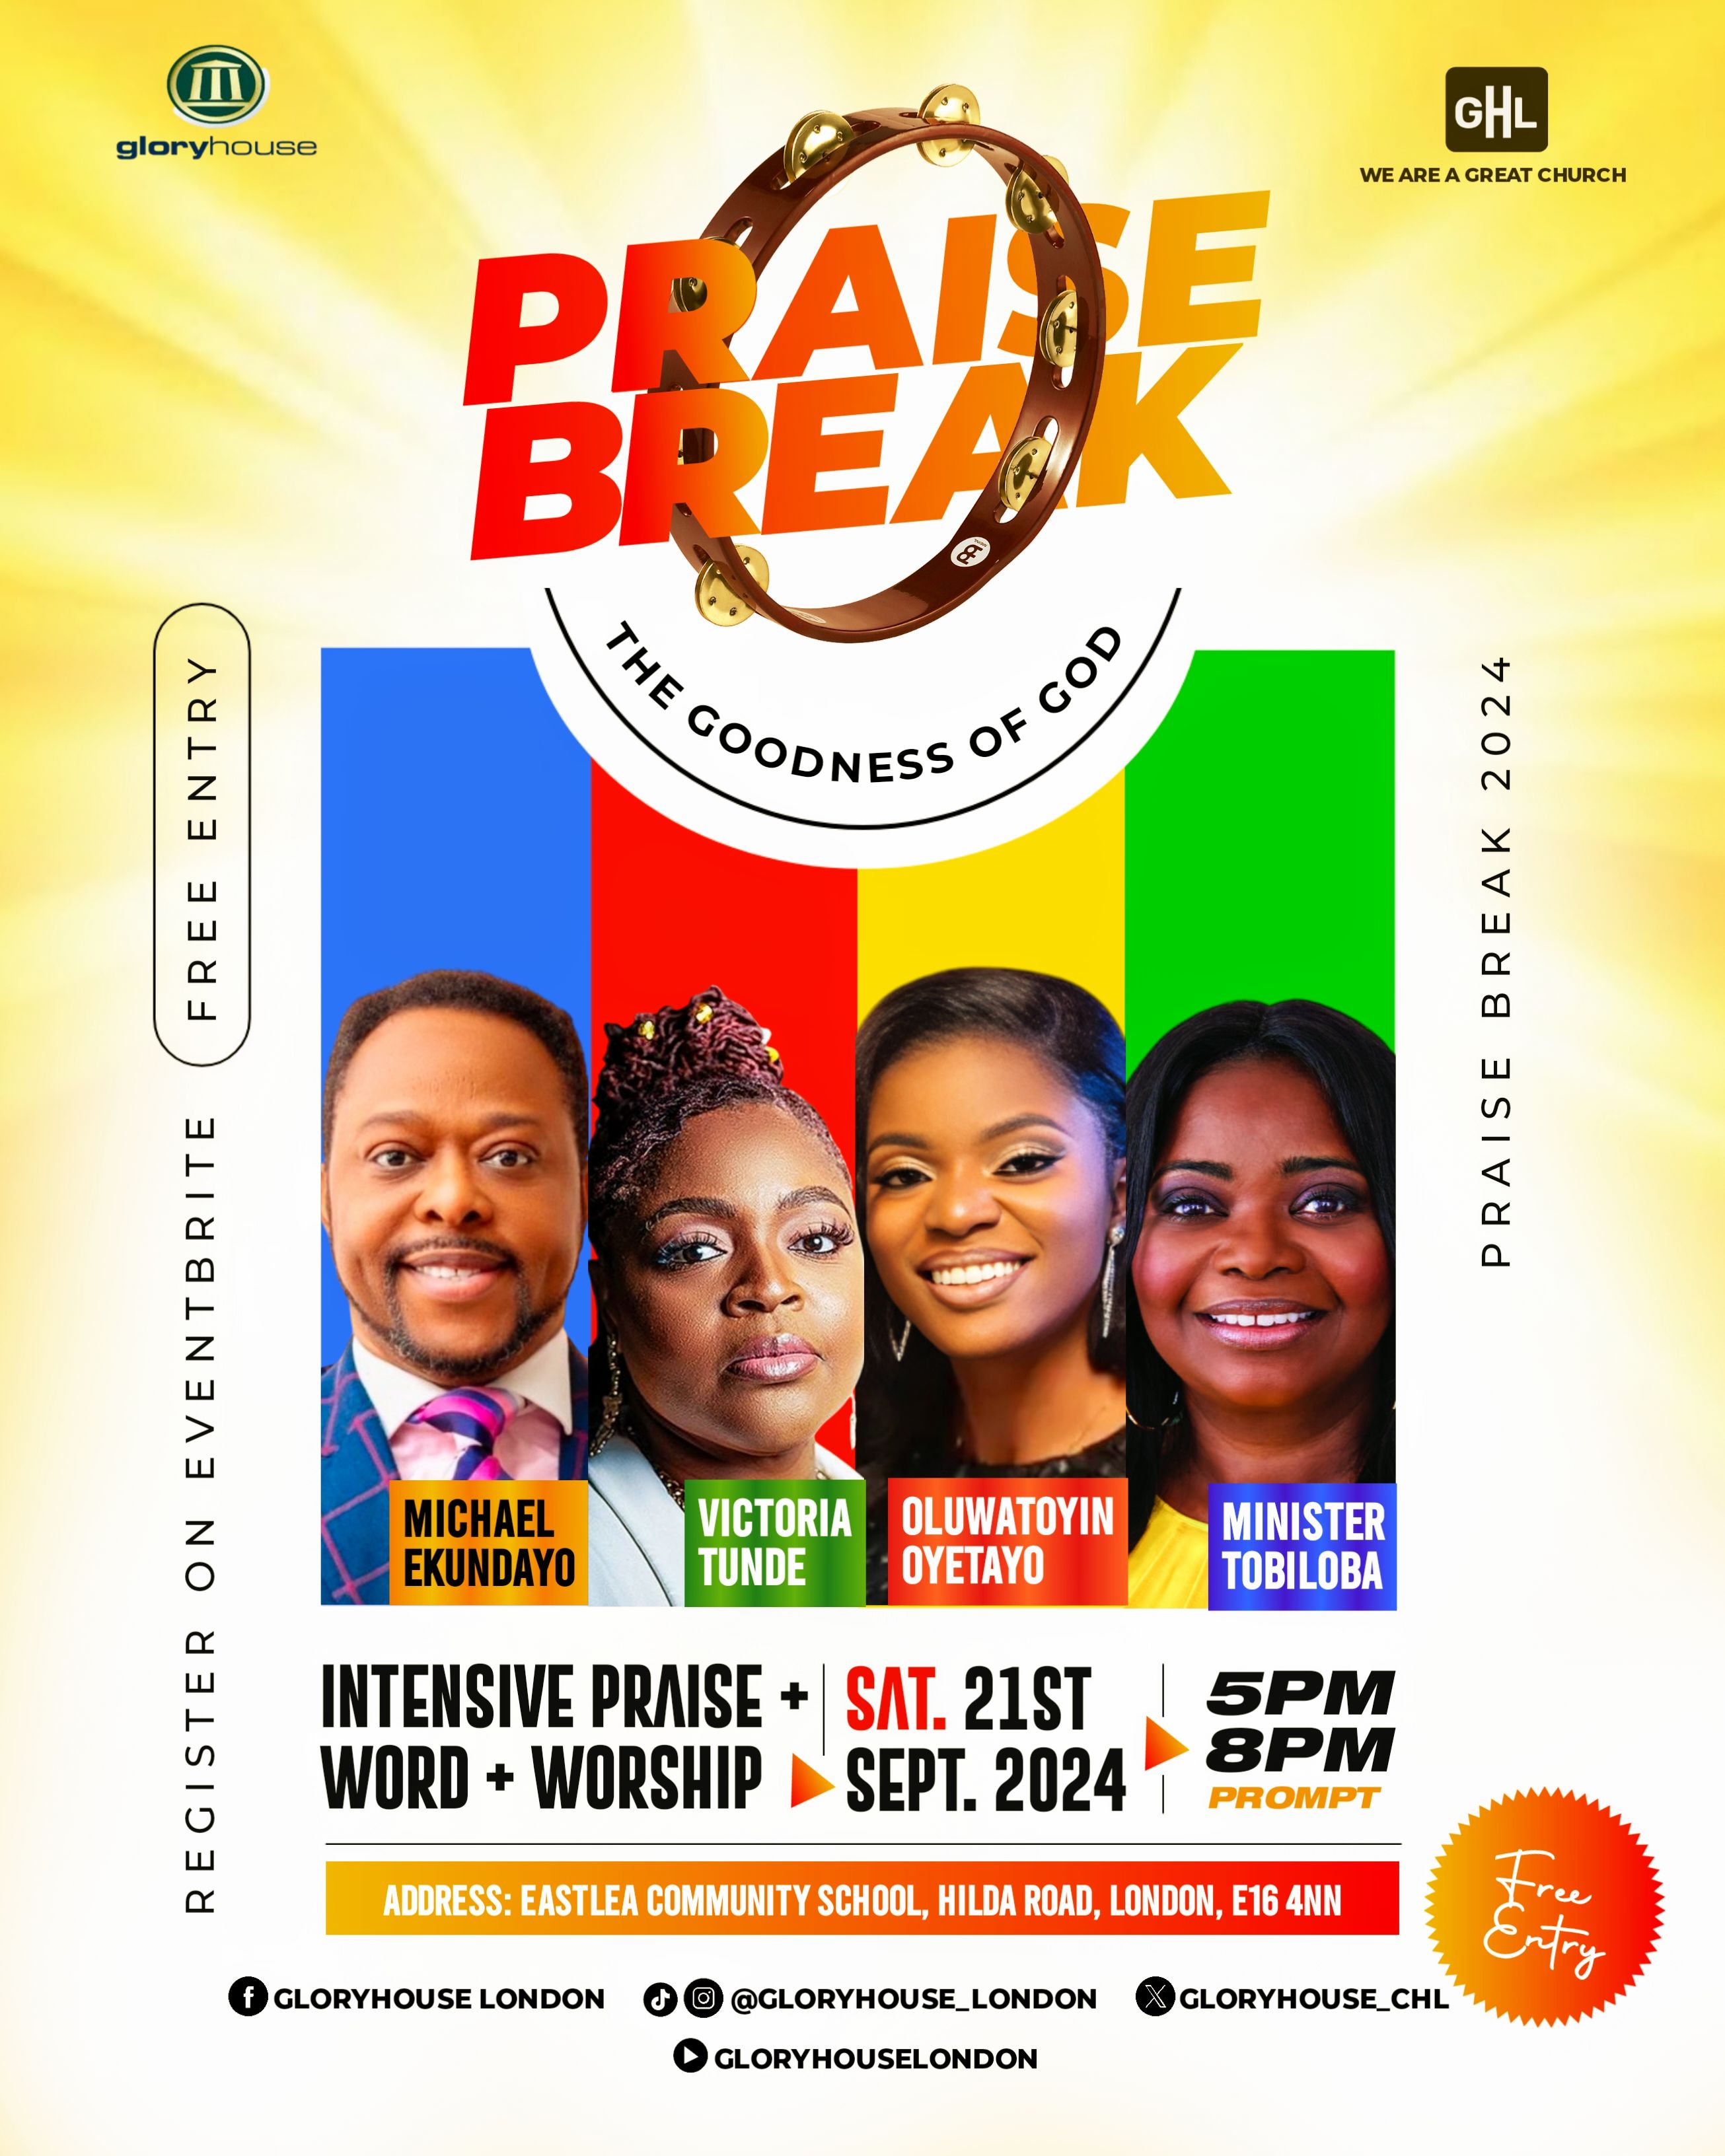 gloryhouse
GHL
WE ARE A GREAT CHURCH
PRAISE
BREAK
THE GOODNESS OF GOD
FREE ENTRY
REGISTER ON EVENTBRITE
PRAISE BREAK 2024
MICHAEL
EKUNDAYO
VICTORIA
TUNDE
OLUWATOYIN
OYETAYO
MINISTER
TOBILOBA
INTENSIVE PRAISE +
WORD + WORSHIP
SAT. 21ST
SEPT. 2024
5PM
8PM
PROMPT
ADDRESS: EASTLEA COMMUNITY SCHOOL, HILDA ROAD, LONDON, E16 4NN
Free
Entry
GLORYHOUSE LONDON @GLORYHOUSE_LONDON GLORYHOUSE_CHL
GLORYHOUSELONDON